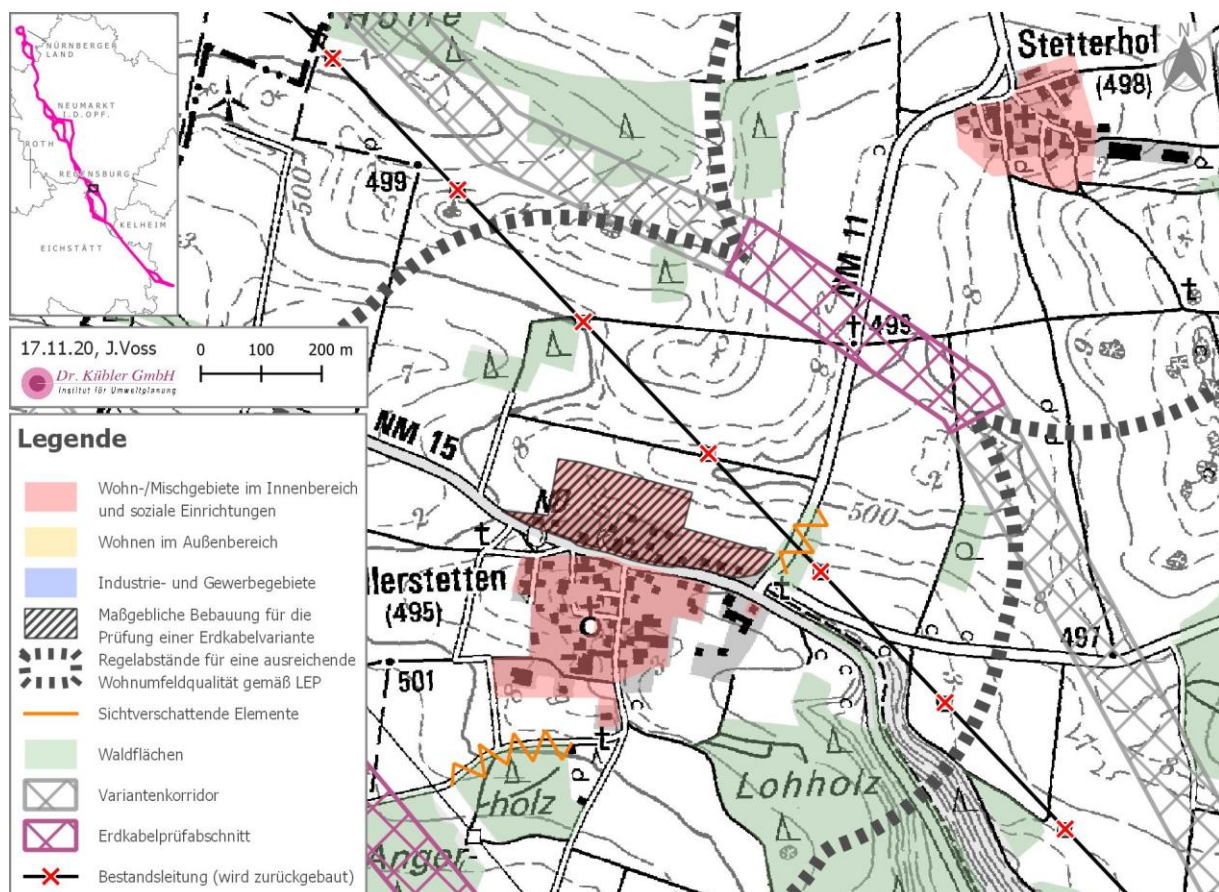 NÜRNBERGER
LAND
NEUMARKT
I.D.OPF.
ROTH
REGENSBURG
KELHEIM
EICHSTÄTT
17.11.20, J.Voss
0 100 200 m
Dr. Kübler GmbH
Institut für Umweltplanung
Legende
Wohn-/Mischgebiete im Innenbereich
und soziale Einrichtungen
Wohnen im Außenbereich
Industrie- und Gewerbegebiete
Maßgebliche Bebauung für die
Prüfung einer Erdkabelvariante
Regelabstände für eine ausreichende
Wohnumfeldqualität gemäß LEP
Sichtverschattende Elemente
Waldflächen
Variantenkorridor
Erdkabelprüfabschnitt
Bestandsleitung (wird zurückgebaut)
Stetterhof
(498)
N
499
500
NM 11
499
NM 15
ND
500
lerstetten
(495)
497
501
Lohholz
-holz
Anger-